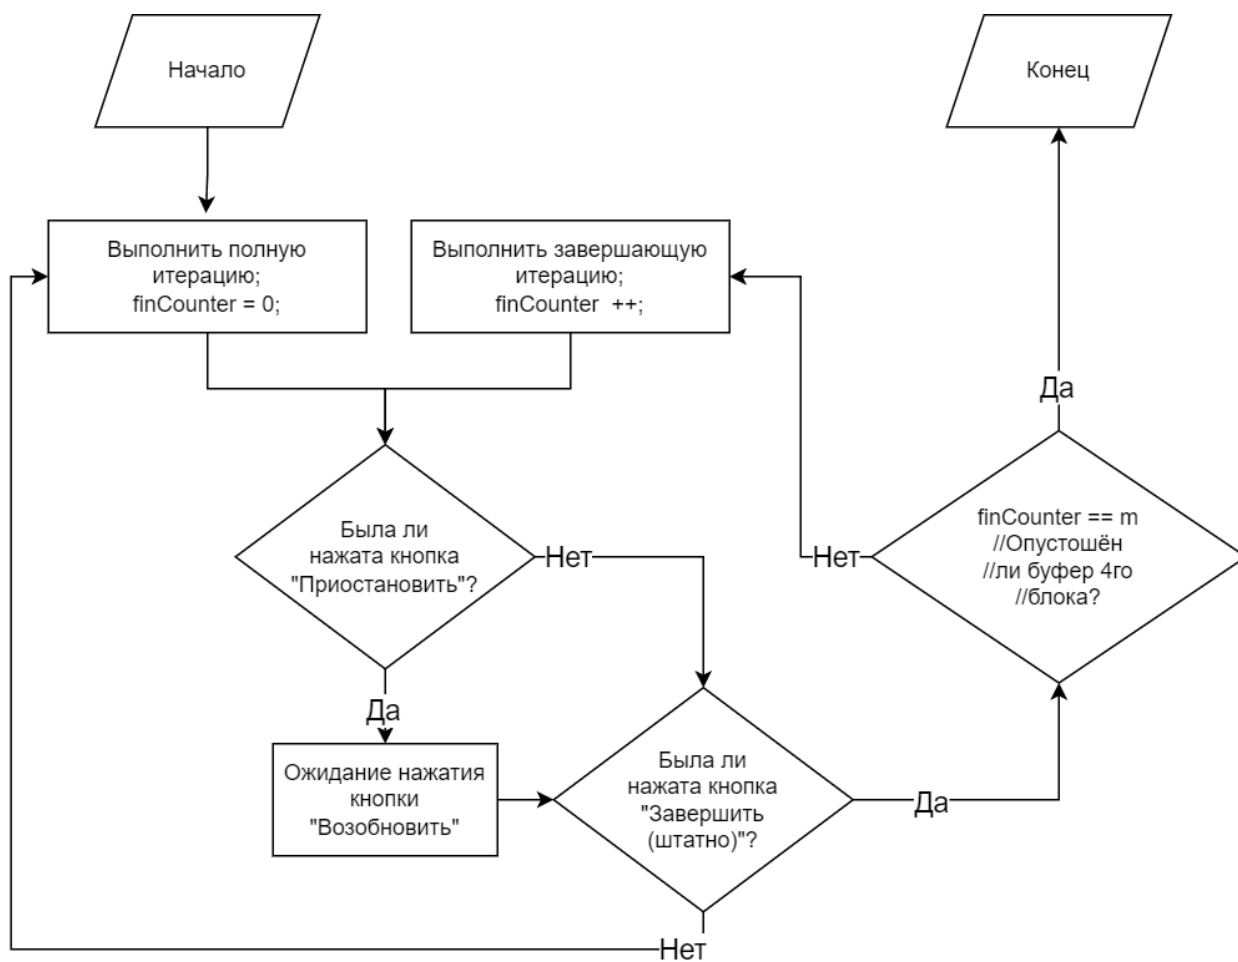 Начало
Конец
Выполнить полную
итерацию;
finCounter = 0;
Выполнить завершающую
итерацию;
finCounter  ++;
Да
Была ли
нажата кнопка
"Приостановить"?
Нет
finCounter == m
//Опустошён
//ли буфер 4го
//блока?
Нет
Да
Ожидание нажатия
кнопки
"Возобновить"
Была ли
нажата кнопка
"Завершить
(штатно)"?
Да
Нет